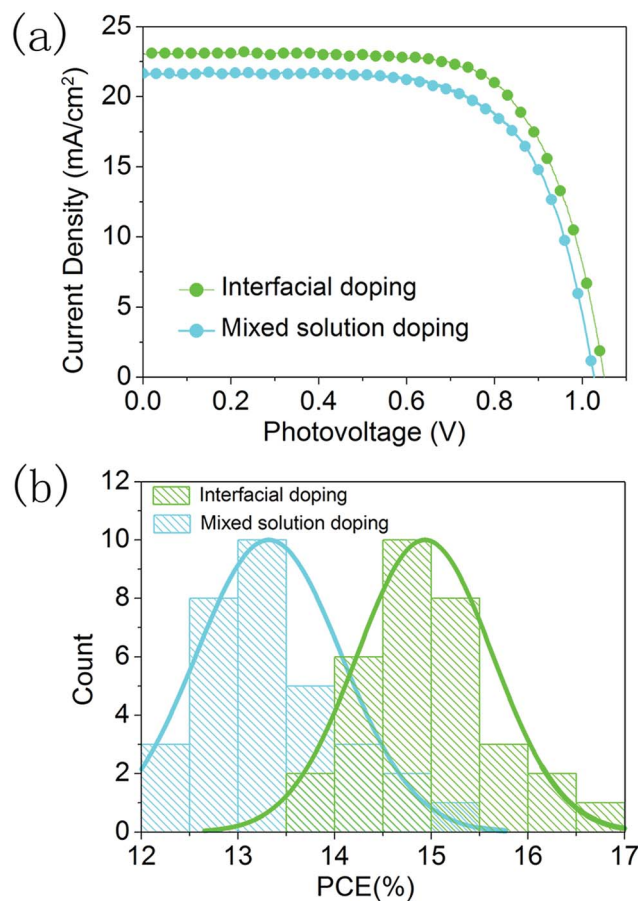 (a)
25
20
15
10
5
0
Current Density (mA/cm²)
Interfacial doping
Mixed solution doping
0.0 0.2 0.4 0.6 0.8 1.0
Photovoltage (V)
(b)
12
10
8
6
4
2
0
Count
Interfacial doping
Mixed solution doping
12 13 14 15 16 17
PCE(%)